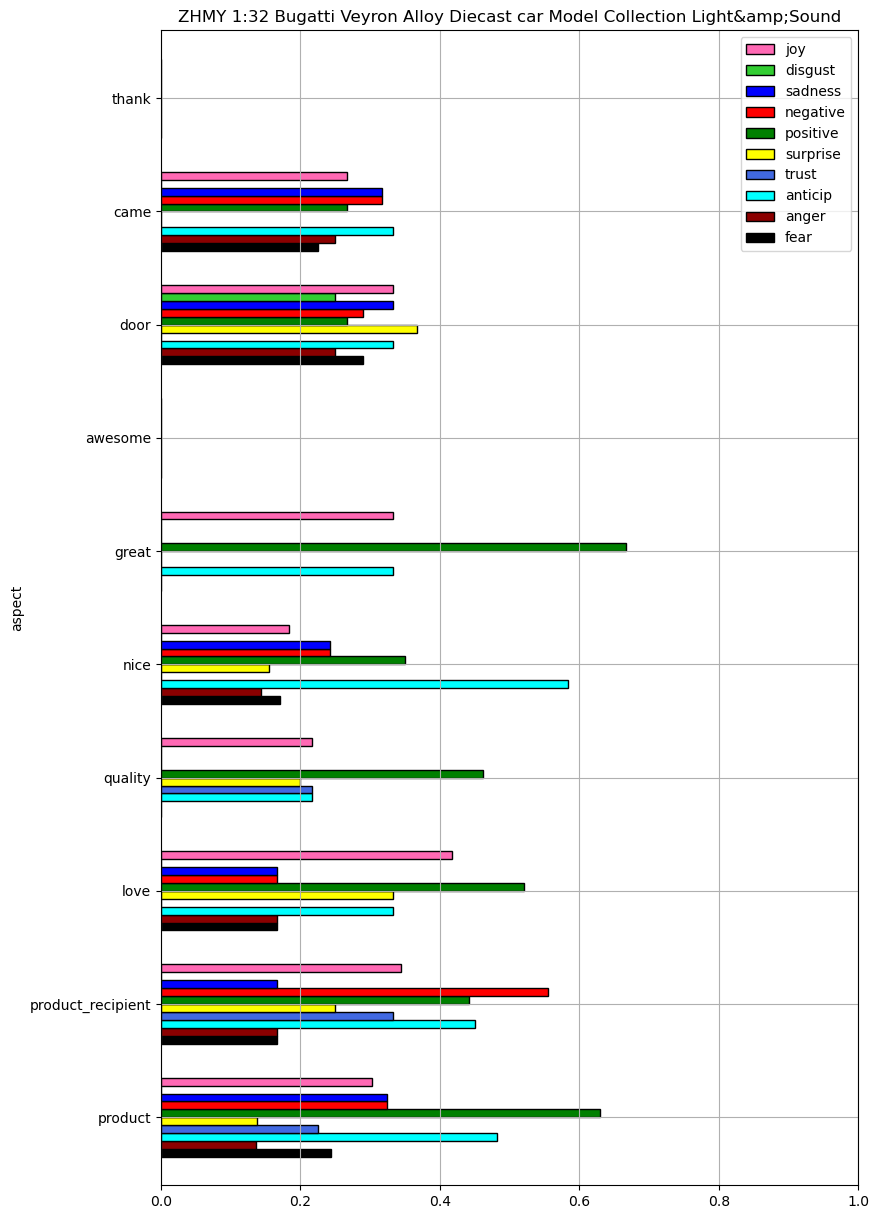 ZHMY 1:32 Bugatti Veyron Alloy Diecast car Model Collection Light&amp;Sound
joy
disgust
sadness
negative
positive
surprise
trust
anticip
anger
fear
thank
came
door
awesome
great
nice
quality
love
product_recipient
product
aspect
0.0 0.2 0.4 0.6 0.8 1.0